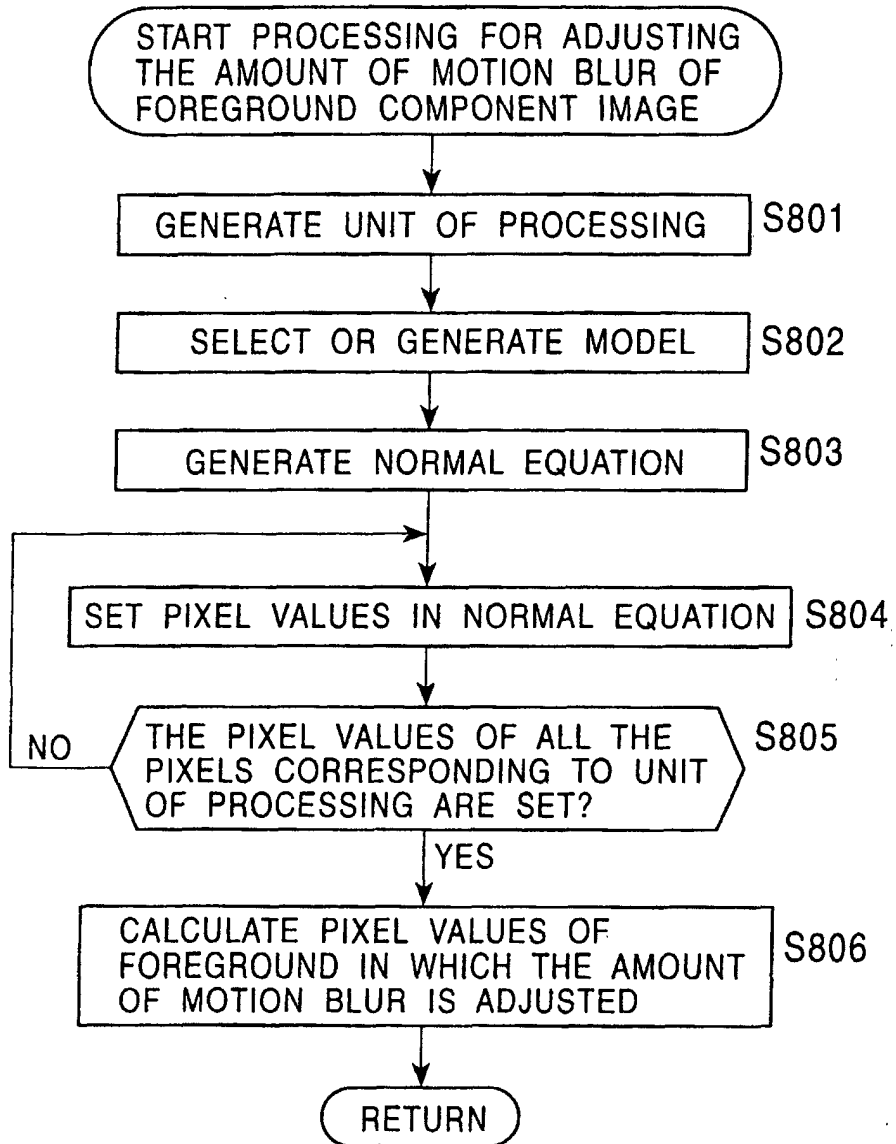 START PROCESSING FOR ADJUSTING
THE AMOUNT OF MOTION BLUR OF
FOREGROUND COMPONENT IMAGE
GENERATE UNIT OF PROCESSING
S801
SELECT OR GENERATE MODEL
S802
GENERATE NORMAL EQUATION
S803
SET PIXEL VALUES IN NORMAL EQUATION
S804
THE PIXEL VALUES OF ALL THE
PIXELS CORRESPONDING TO UNIT
OF PROCESSING ARE SET?
S805
NO
YES
CALCULATE PIXEL VALUES OF
FOREGROUND IN WHICH THE AMOUNT
OF MOTION BLUR IS ADJUSTED
S806
RETURN